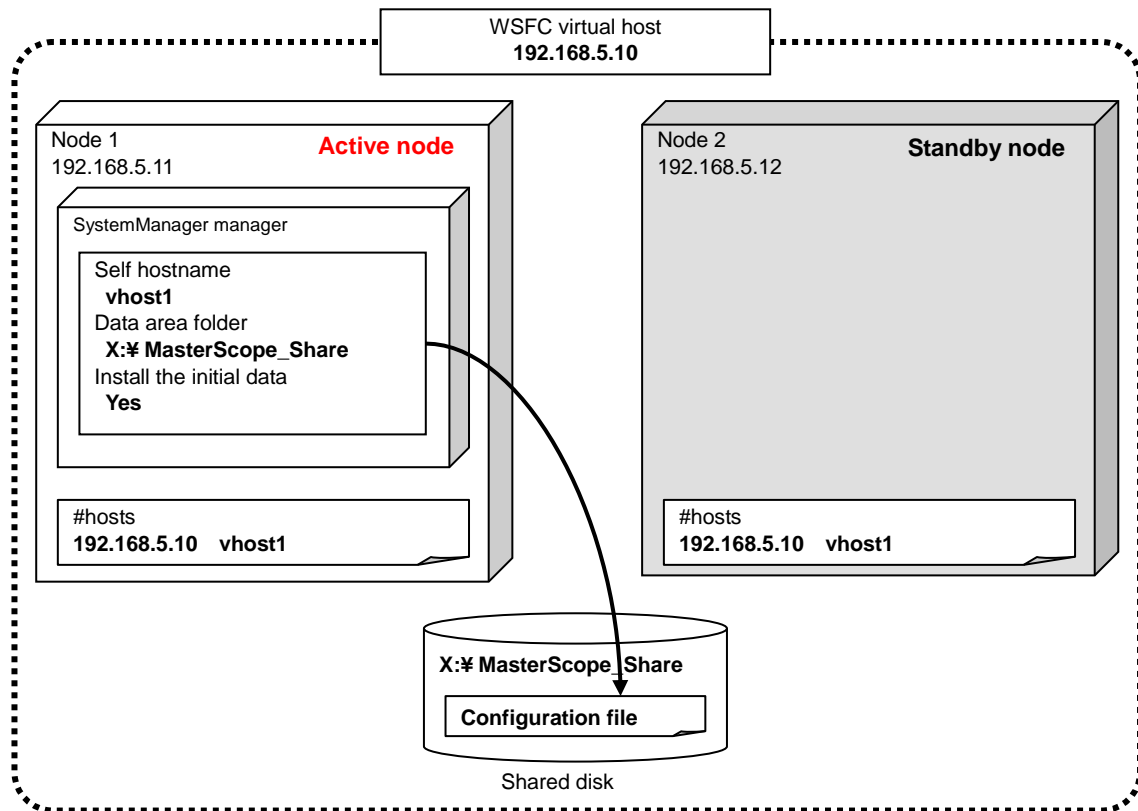 WSFC virtual host
192.168.5.10
Node 1
192.168.5.11
Active node
SystemManager manager
Self hostname
vhost1
Data area folder
X:¥ MasterScope_Share
Install the initial data
Yes
#hosts
192.168.5.10 vhost1
Node 2
192.168.5.12
Standby node
#hosts
192.168.5.10 vhost1
X:¥ MasterScope_Share
Configuration file
Shared disk